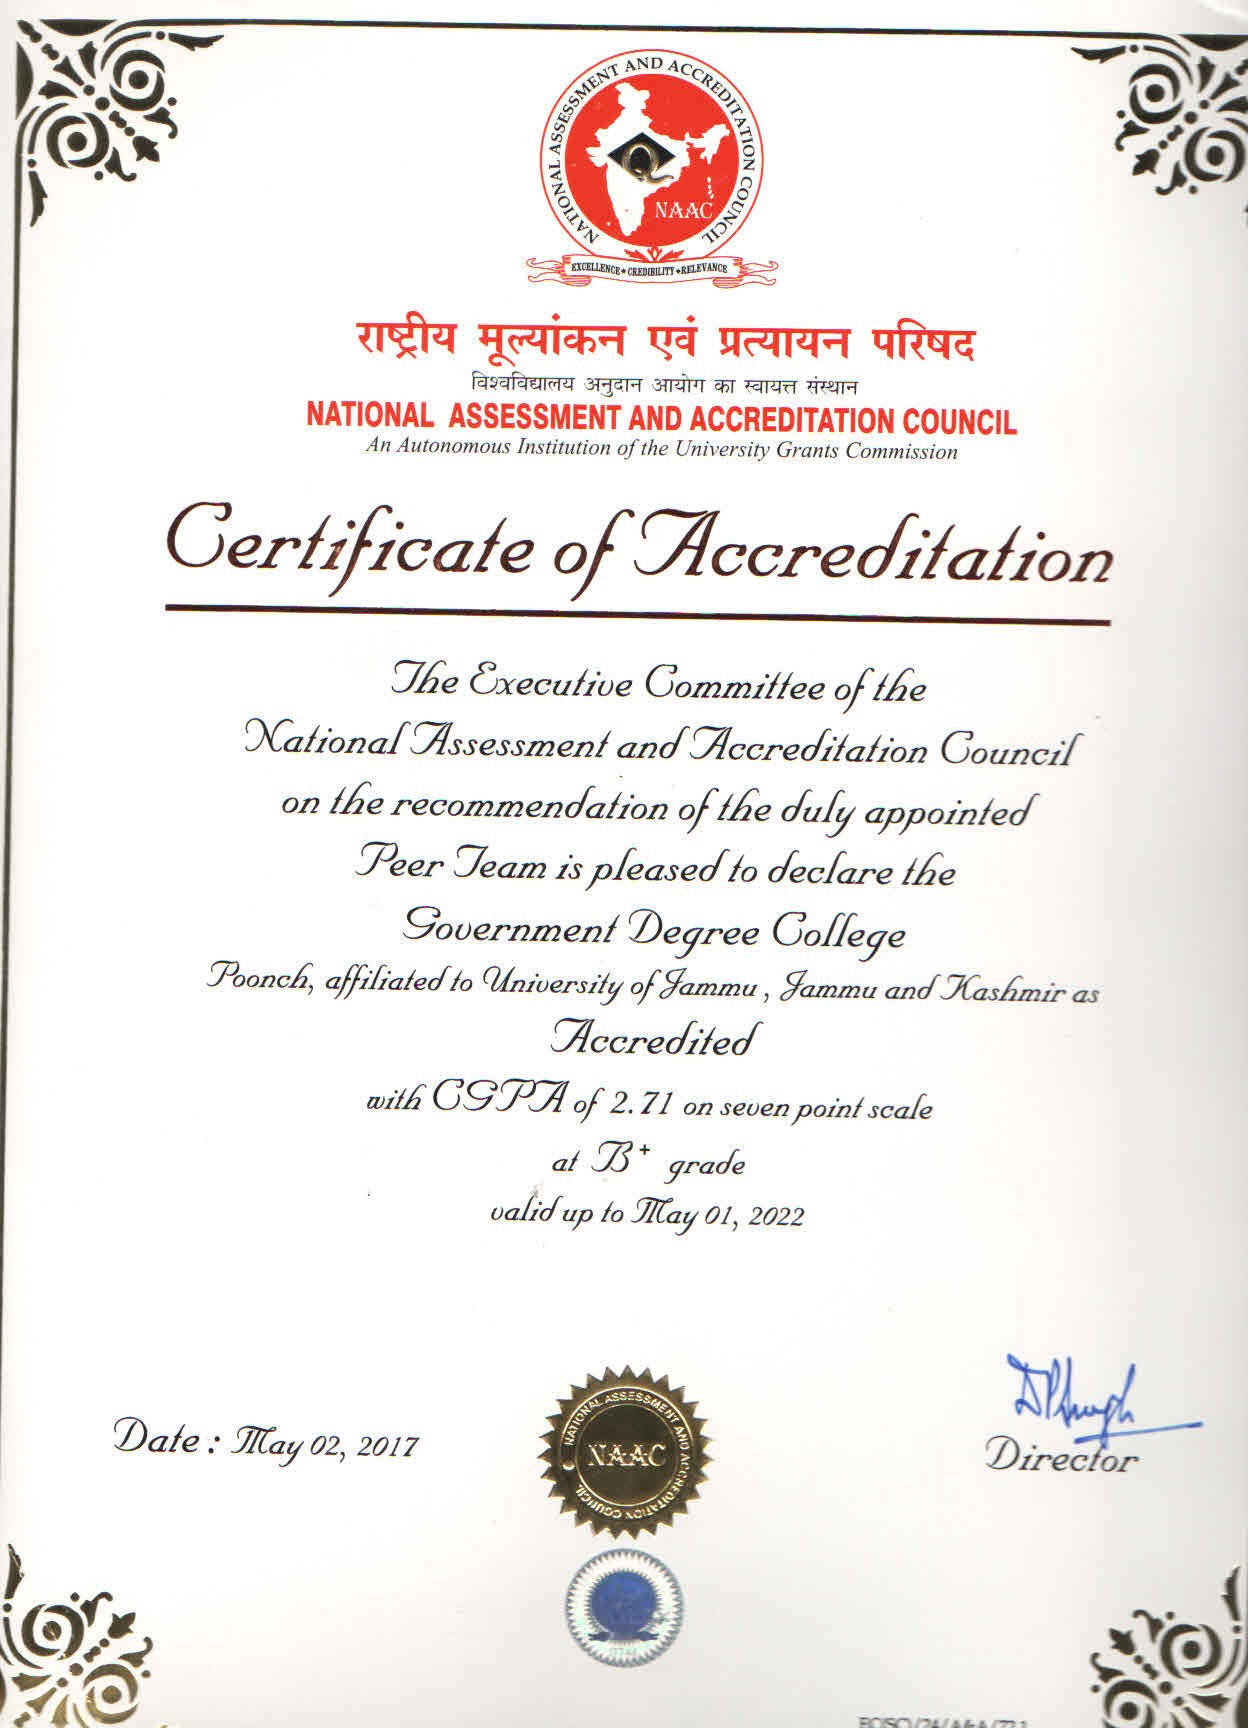 NATIONAL ASSESSMENT AND ACCREDITATION COUNCIL
NAAC
EXCELLENCE★CREDIBILITY★RELEVANCE
राष्ट्रीय मूल्यांकन एवं प्रत्यायन परिषद
विश्वविद्यालय अनुदान आयोग का स्वायत्त संस्थान
NATIONAL ASSESSMENT AND ACCREDITATION COUNCIL
An Autonomous Institution of the University Grants Commission
Certificate of Accreditation
The Executive Committee of the
National Assessment and Accreditation Council
on the recommendation of the duly appointed
Peer Team is pleased to declare the
Government Degree College
Poonch, affiliated to University of Jammu, Jammu and Kashmir as
Accredited
with CGPA of 2.71 on seven point scale
at B+ grade
valid up to May 01, 2022
Date : May 02, 2017
NATIONAL ASSESSMENT AND ACCREDITATION COUNCIL
NAAC
Director